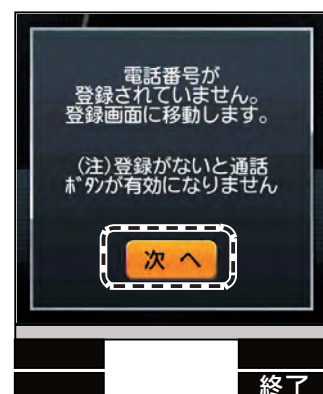 電話番号が
登録されていません。
登録画面に移動します。
(注)登録がないと通話
ﾎﾞﾀﾝが有効になりません
次 へ
終了